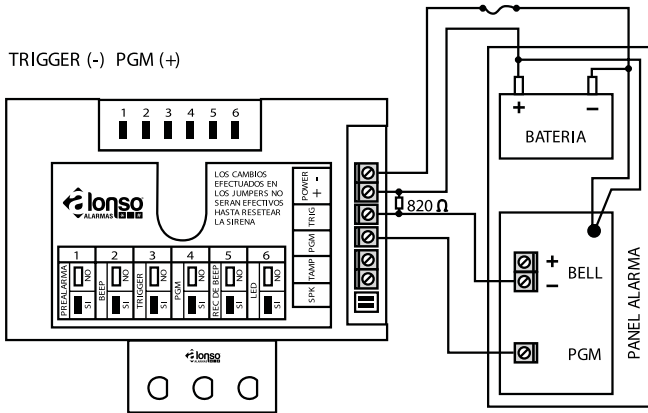 TRIGGER (-) PGM (+)
1 2 3 4 5 6
LOS CAMBIOS
EFECTUADOS EN
LOS JUMPERS NO
SERAN EFECTIVOS
HASTA RESETEAR
LA SIRENA
alonso
ALARMAS
POWER
+ -
TRIG
PGM
TAMP
SPK
1 2 3 4 5 6
PREALARMA NO SI
BEEP NO SI
TRIGGER NO SI
PGM NO SI
REC DE BEEP NO SI
LED NO SI
alonso
ALARMAS
820 Ω
+ -
BATERIA
+
BELL
-
PGM
PANEL ALARMA